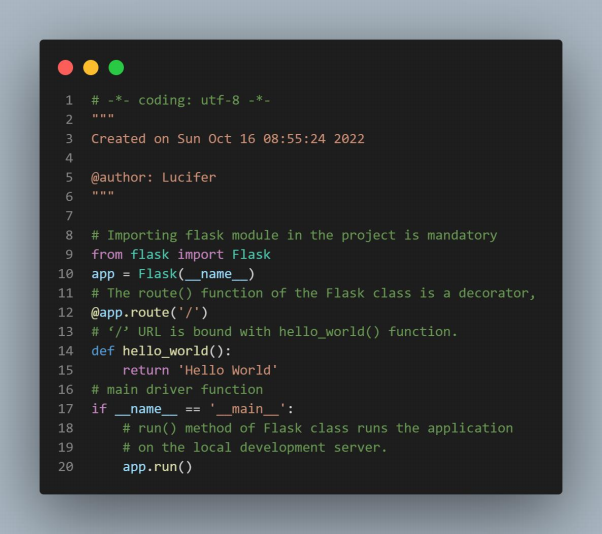 1 # -*- coding: utf-8 -*-
2 """
3 Created on Sun Oct 16 08:55:24 2022
4
5 @author: Lucifer
6 """
7
8 # Importing flask module in the project is mandatory
9 from flask import Flask
10 app = Flask(__name__)
11 # The route() function of the Flask class is a decorator,
12 @app.route('/')
13 # ‘/’ URL is bound with hello_world() function.
14 def hello_world():
15     return 'Hello World'
16 # main driver function
17 if __name__ == '__main__':
18     # run() method of Flask class runs the application
19     # on the local development server.
20     app.run()